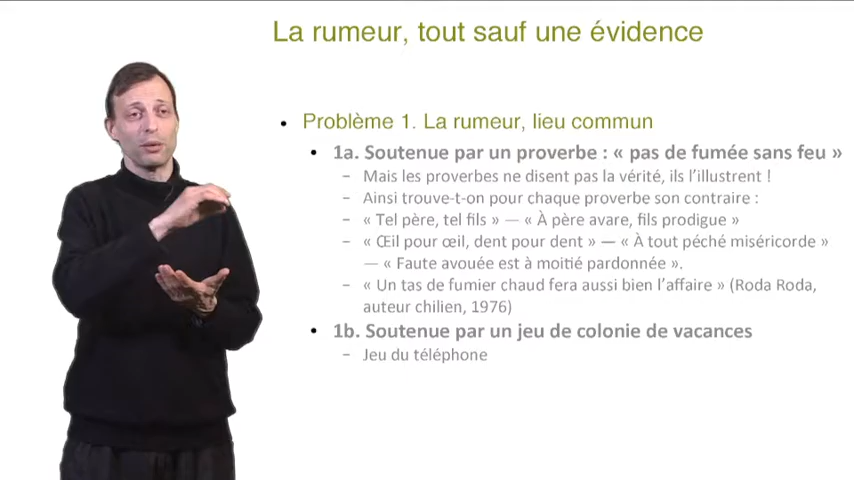 La rumeur, tout sauf une évidence
• Problème 1. La rumeur, lieu commun
• 1a. Soutenue par un proverbe : « pas de fumée sans feu »
– Mais les proverbes ne disent pas la vérité, ils l’illustrent !
– Ainsi trouve-t-on pour chaque proverbe son contraire :
– « Tel père, tel fils » — « À père avare, fils prodigue »
– « Œil pour œil, dent pour dent » — « À tout péché miséricorde »
— « Faute avouée est à moitié pardonnée ».
– « Un tas de fumier chaud fera aussi bien l’affaire » (Roda Roda,
auteur chilien, 1976)
• 1b. Soutenue par un jeu de colonie de vacances
– Jeu du téléphone